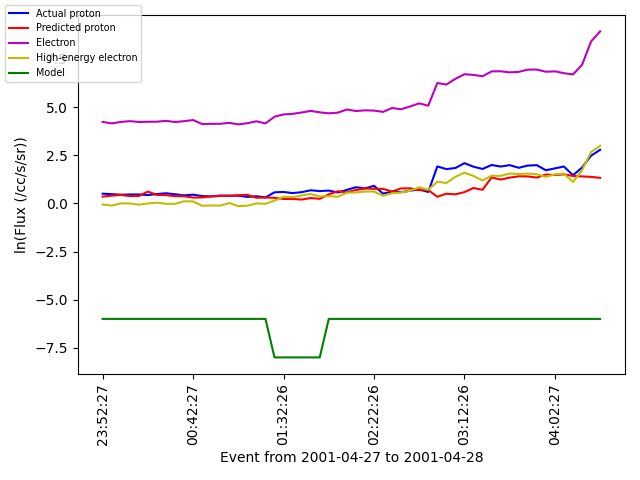 Actual proton
Predicted proton
Electron
High-energy electron
Model
5.0
2.5
0.0
−2.5
−5.0
−7.5
ln(Flux (/cc/s/sr))
23:52:27
00:42:27
01:32:26
02:22:26
03:12:26
04:02:27
Event from 2001-04-27 to 2001-04-28